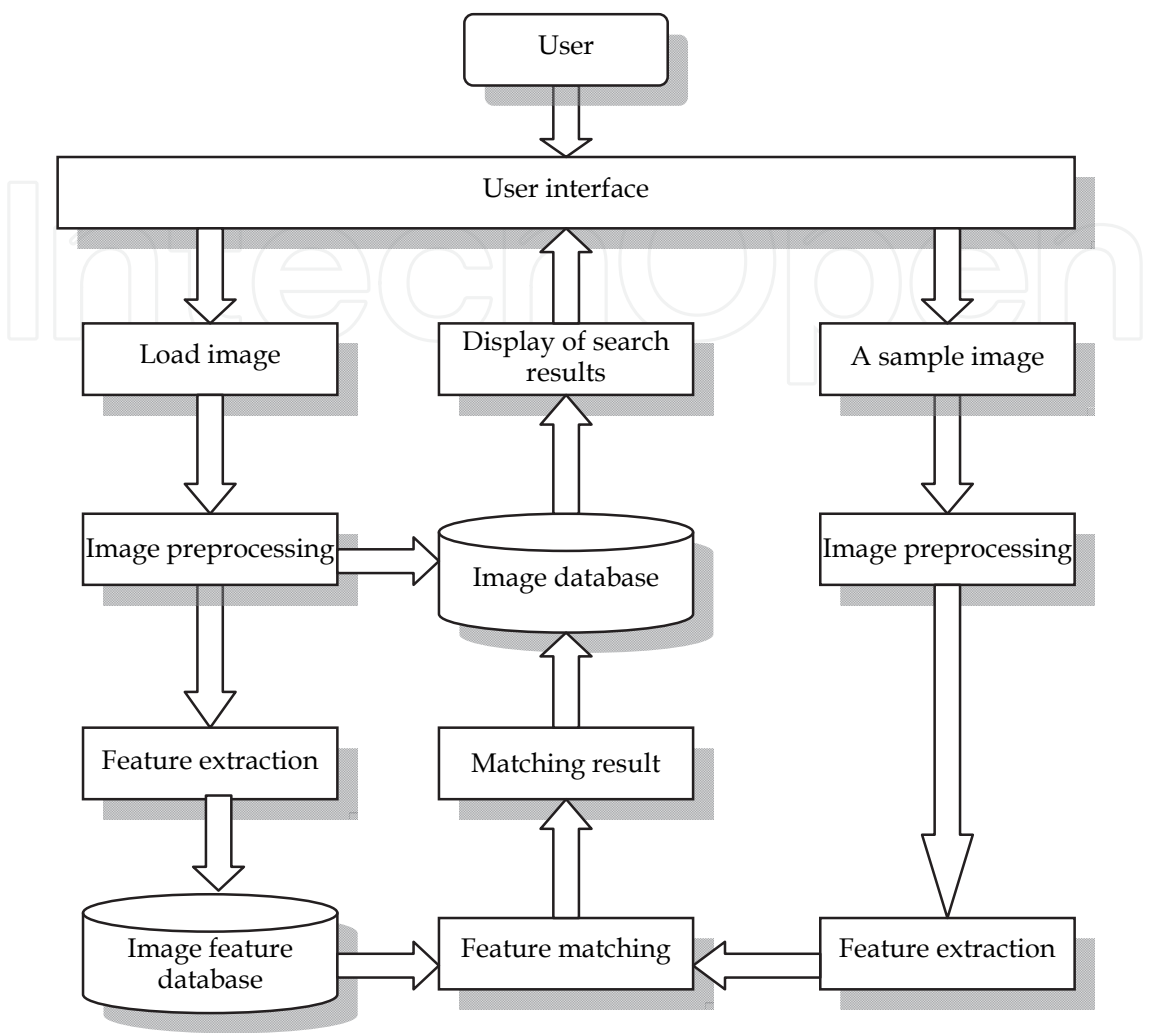 User
User interface
IntechOpen
Load image
Display of search
results
A sample image
Image preprocessing
Image database
Image preprocessing
Feature extraction
Matching result
Image feature
database
Feature matching
Feature extraction